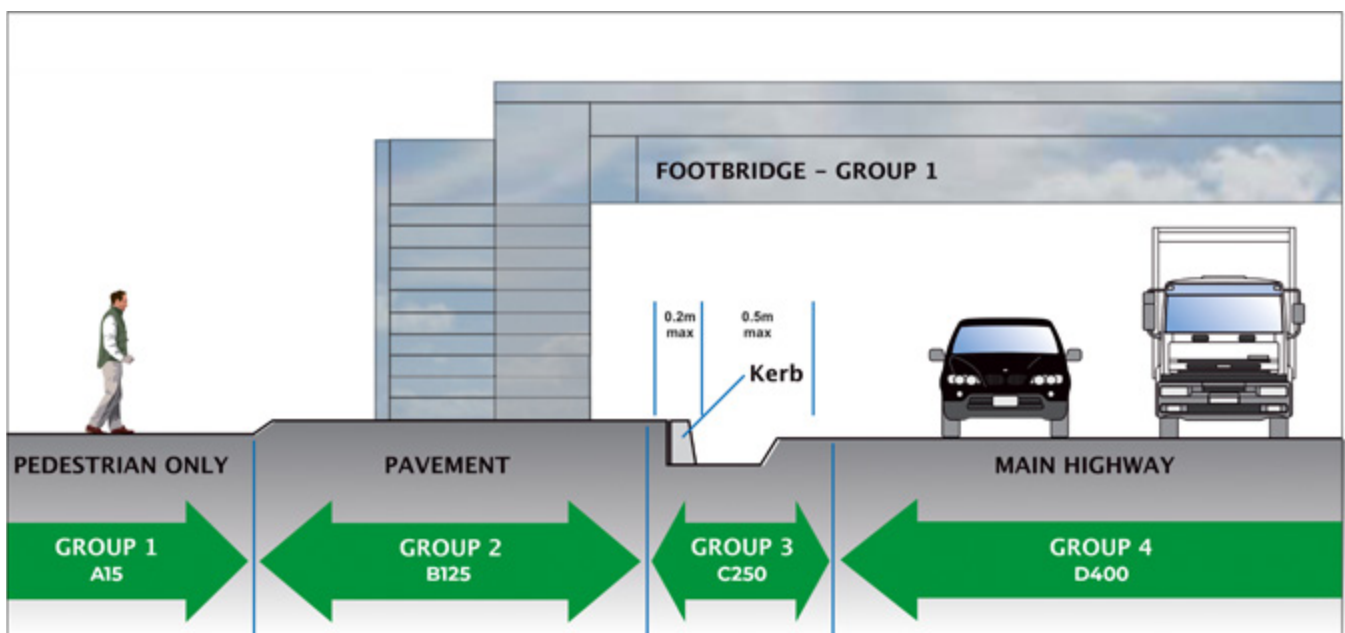 FOOTBRIDGE – GROUP 1
0.2m
max
0.5m
max
Kerb
PEDESTRIAN ONLY
PAVEMENT
MAIN HIGHWAY
GROUP 1
A15
GROUP 2
B125
GROUP 3
C250
GROUP 4
D400